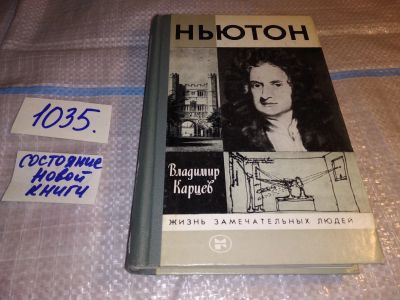 НЬЮТОН
1035.
состояние
новой
книги
Владимир
Карцев
ЖИЗНЬ ЗАМЕЧАТЕЛЬНЫХ ЛЮДЕЙ